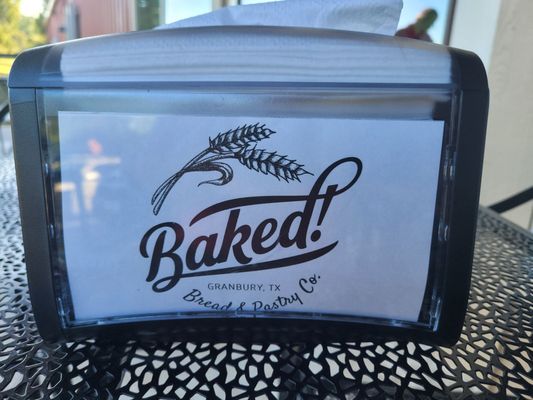 Baked!
GRANBURY, TX
Bread & Pastry Co.